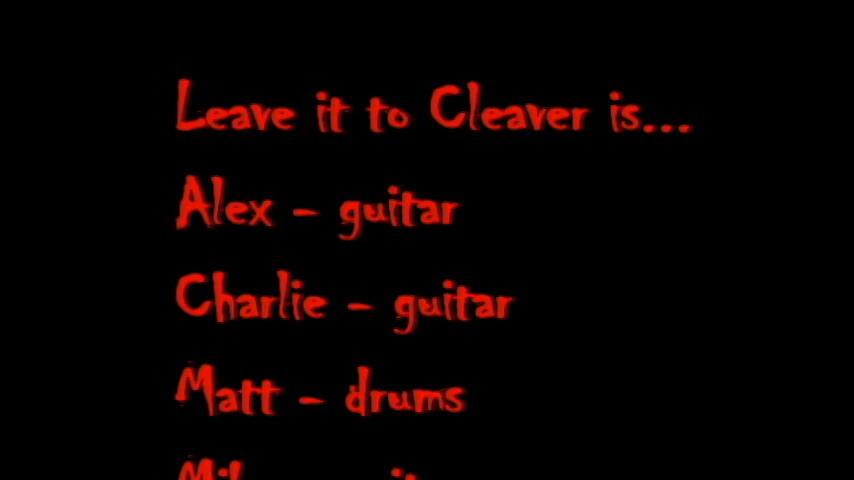 Leave it to Cleaver is...
Alex - guitar
Charlie - guitar
Matt - drums